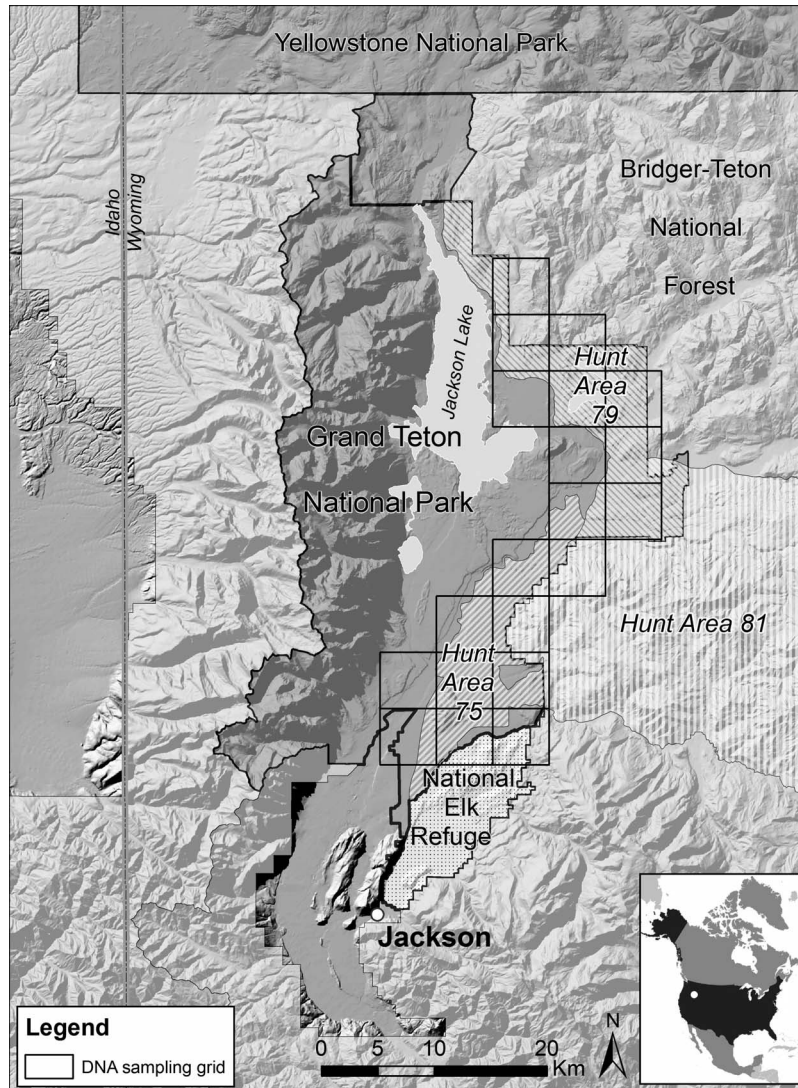 Yellowstone National Park
Bridger-Teton
National
Forest
Idaho
Wyoming
Jackson Lake
Hunt
Area
79
Grand Teton
National Park
Hunt Area 81
Hunt
Area
75
National
Elk
Refuge
Jackson
Legend
DNA sampling grid
0 5 10 20
Km
N